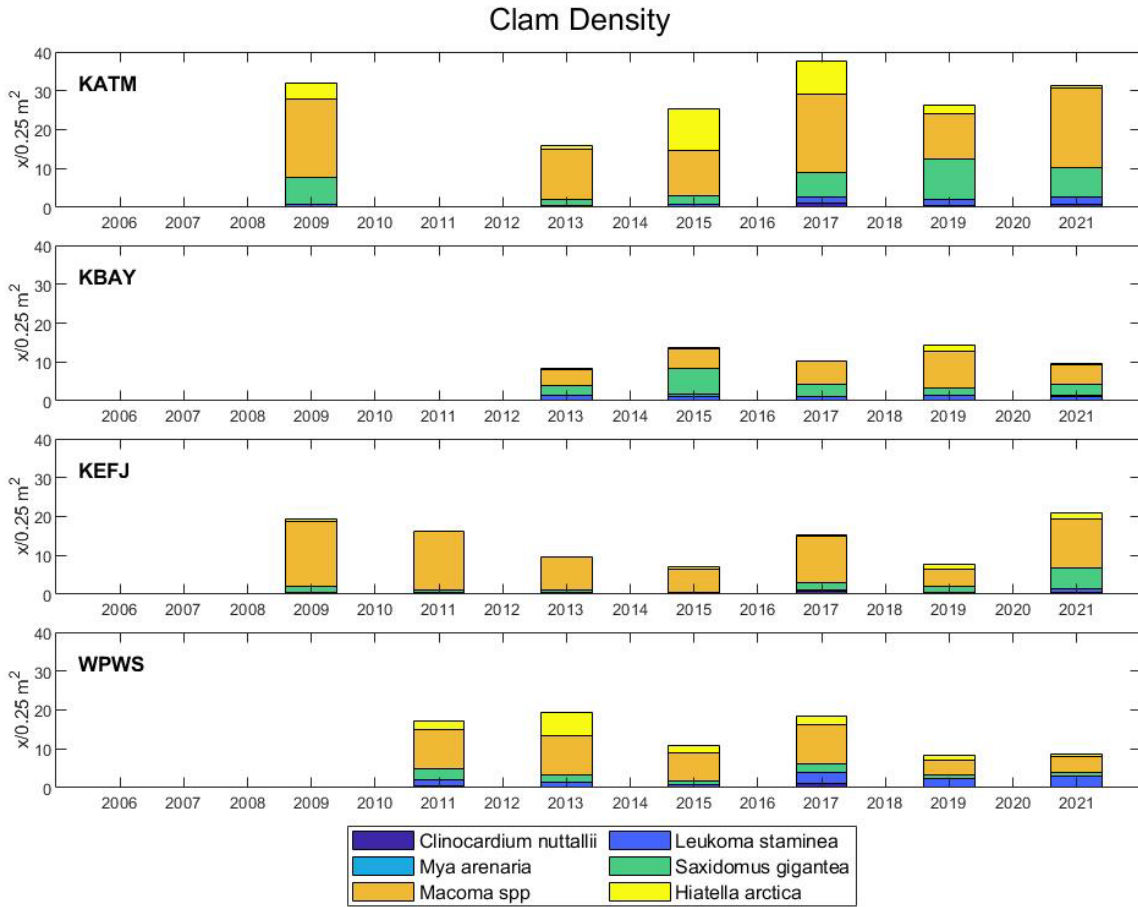 Clam Density
40
KATM
30
20
10
0
x/0.25 m²
2006 2007 2008 2009 2010 2011 2012 2013 2014 2015 2016 2017 2018 2019 2020 2021
40
KBAY
30
20
10
0
x/0.25 m²
2006 2007 2008 2009 2010 2011 2012 2013 2014 2015 2016 2017 2018 2019 2020 2021
40
KEFJ
30
20
10
0
x/0.25 m²
2006 2007 2008 2009 2010 2011 2012 2013 2014 2015 2016 2017 2018 2019 2020 2021
40
WPWS
30
20
10
0
x/0.25 m²
2006 2007 2008 2009 2010 2011 2012 2013 2014 2015 2016 2017 2018 2019 2020 2021
Clinocardium nuttallii Leukoma staminea
Mya arenaria Saxidomus gigantea
Macoma spp Hiatella arctica